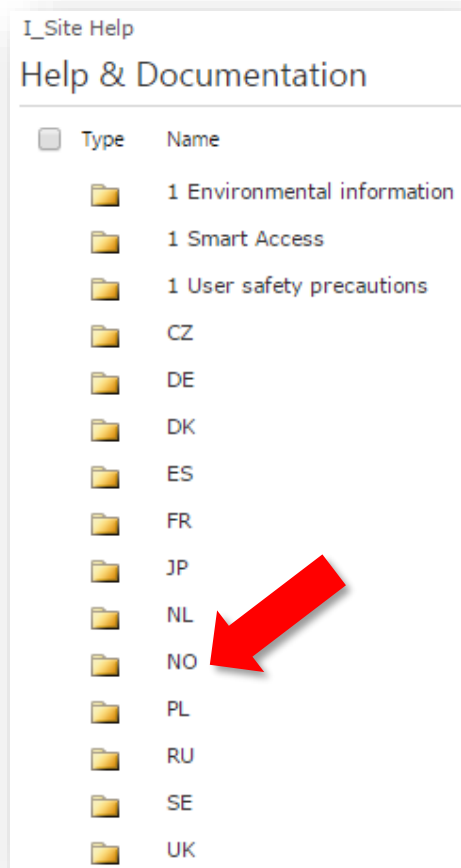 I_Site Help
Help & Documentation
Type Name
1 Environmental information
1 Smart Access
1 User safety precautions
CZ
DE
DK
ES
FR
JP
NL
NO
PL
RU
SE
UK